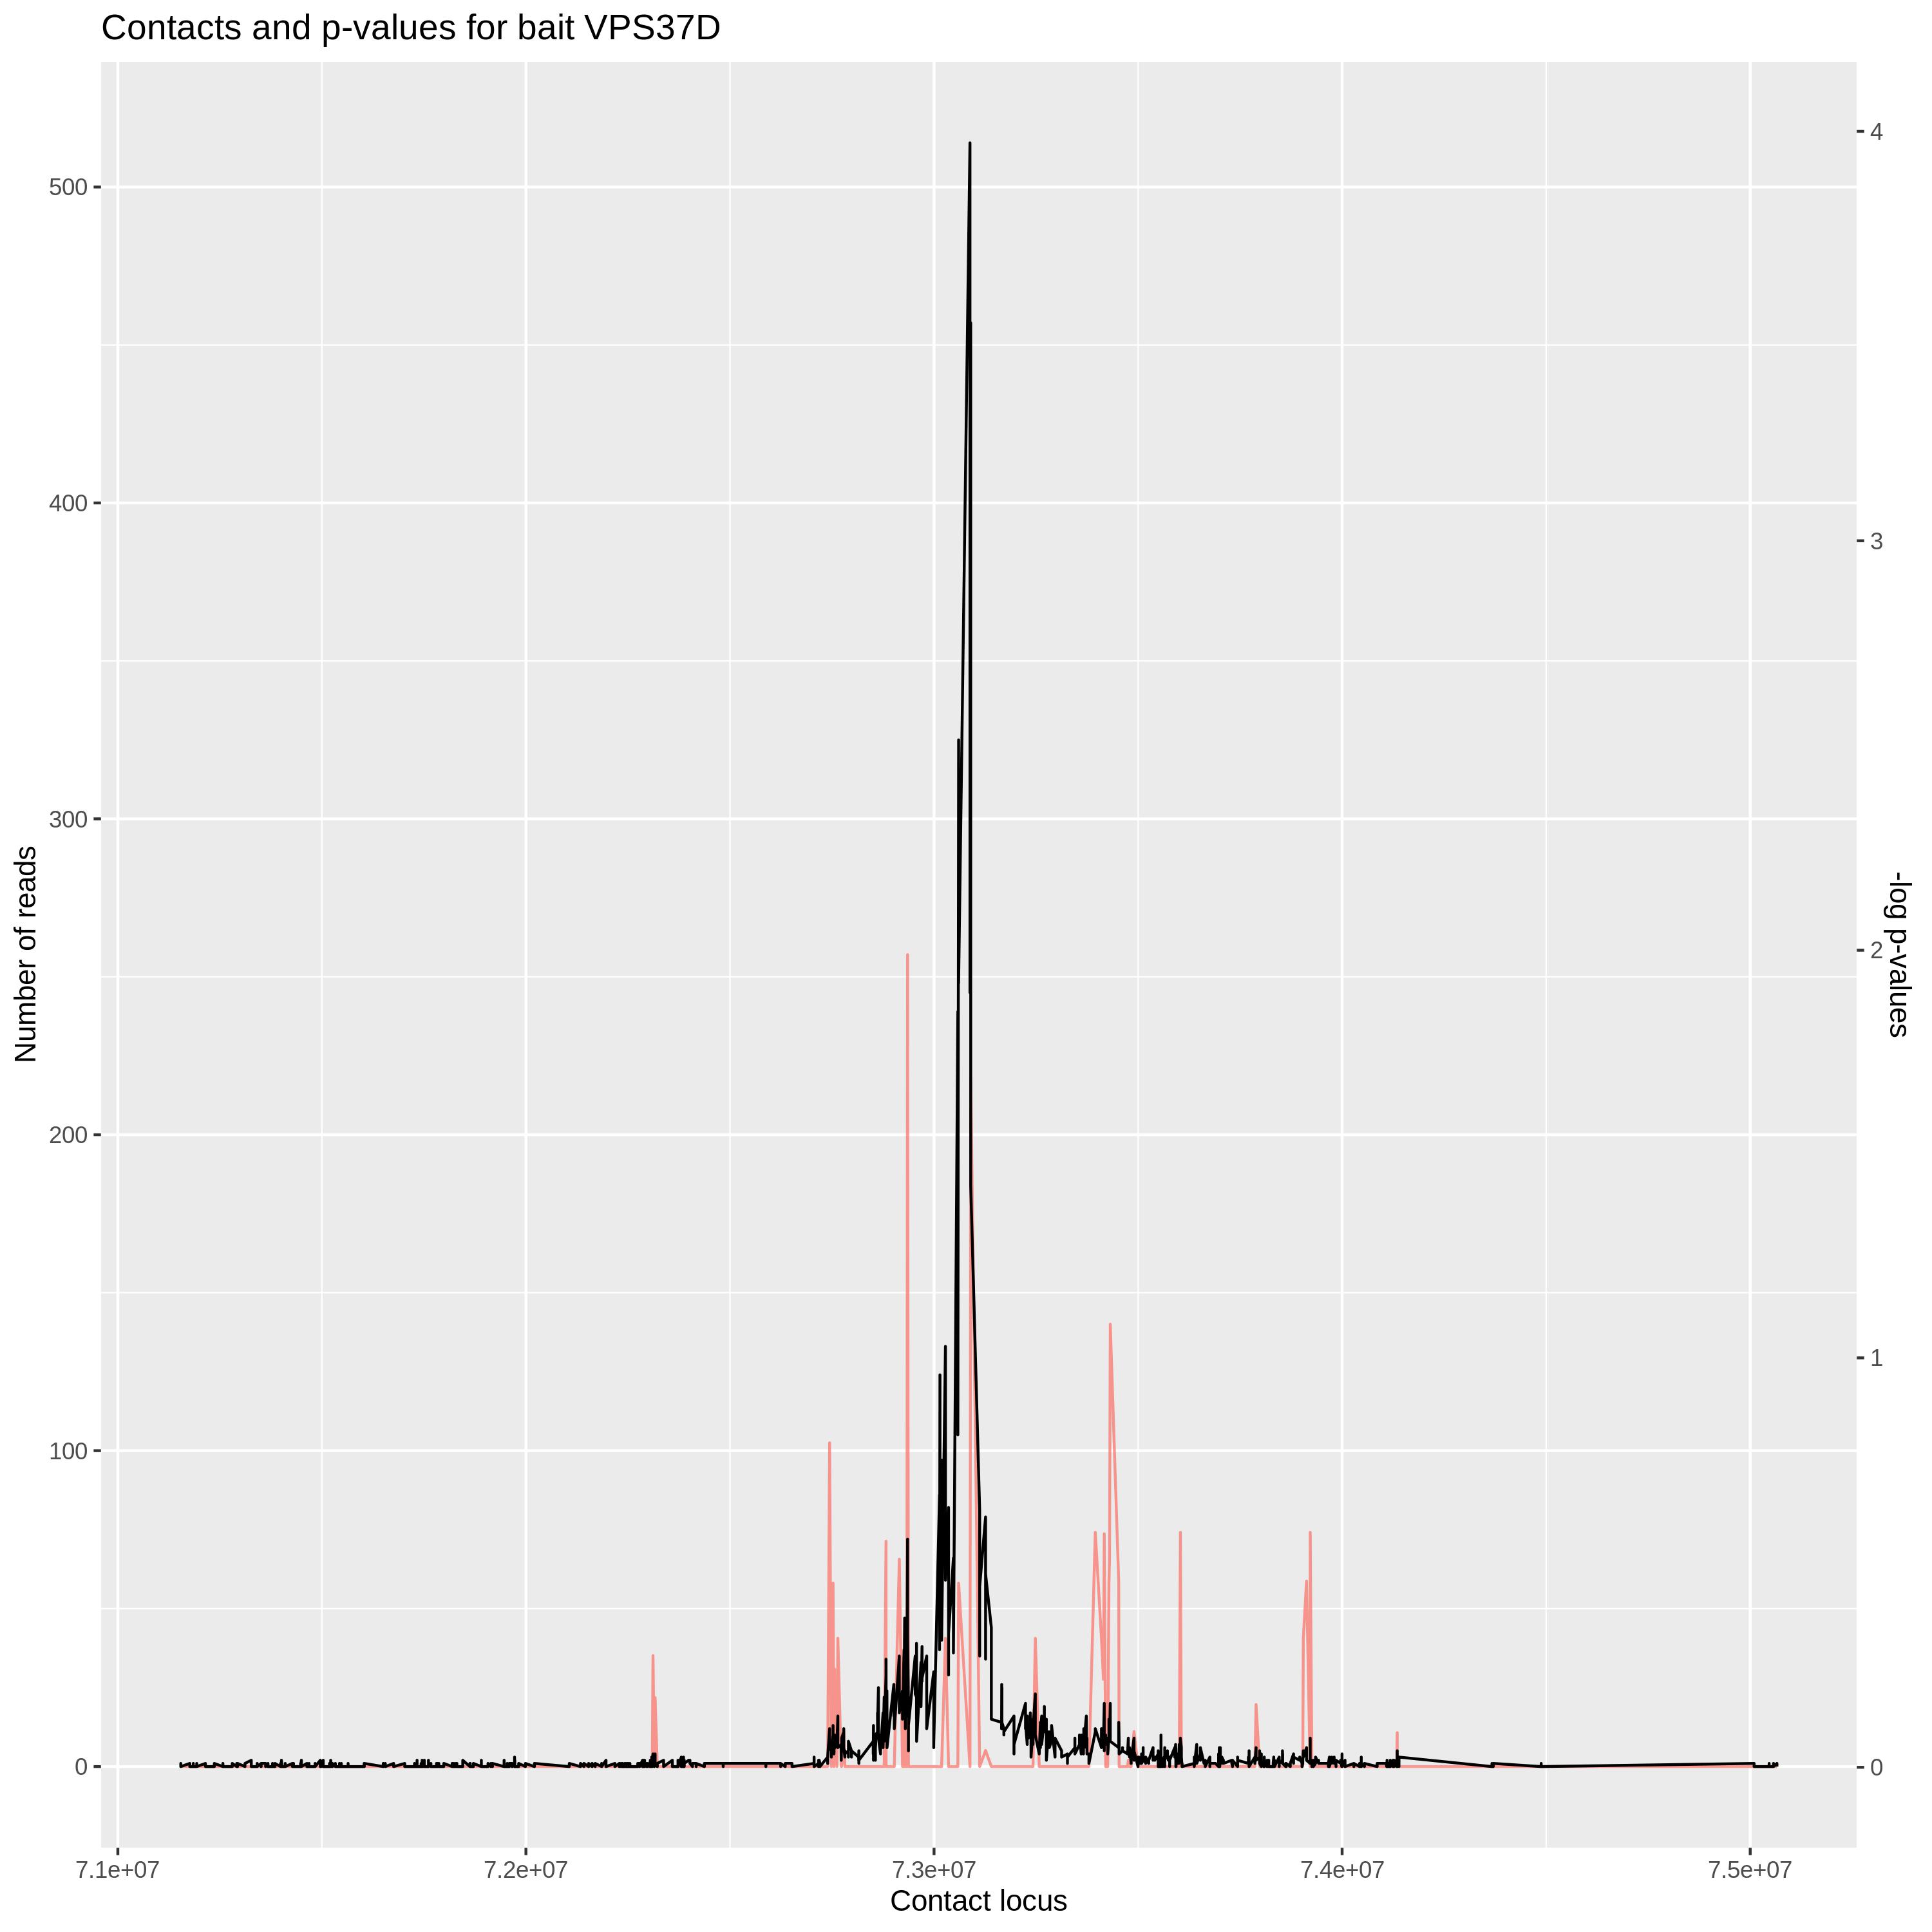 Contacts and p-values for bait VPS37D
500
400
300
200
100
0
Number of reads
4
3
2
1
0
-log p-values
7.1e+07 7.2e+07 7.3e+07 7.4e+07 7.5e+07
Contact locus